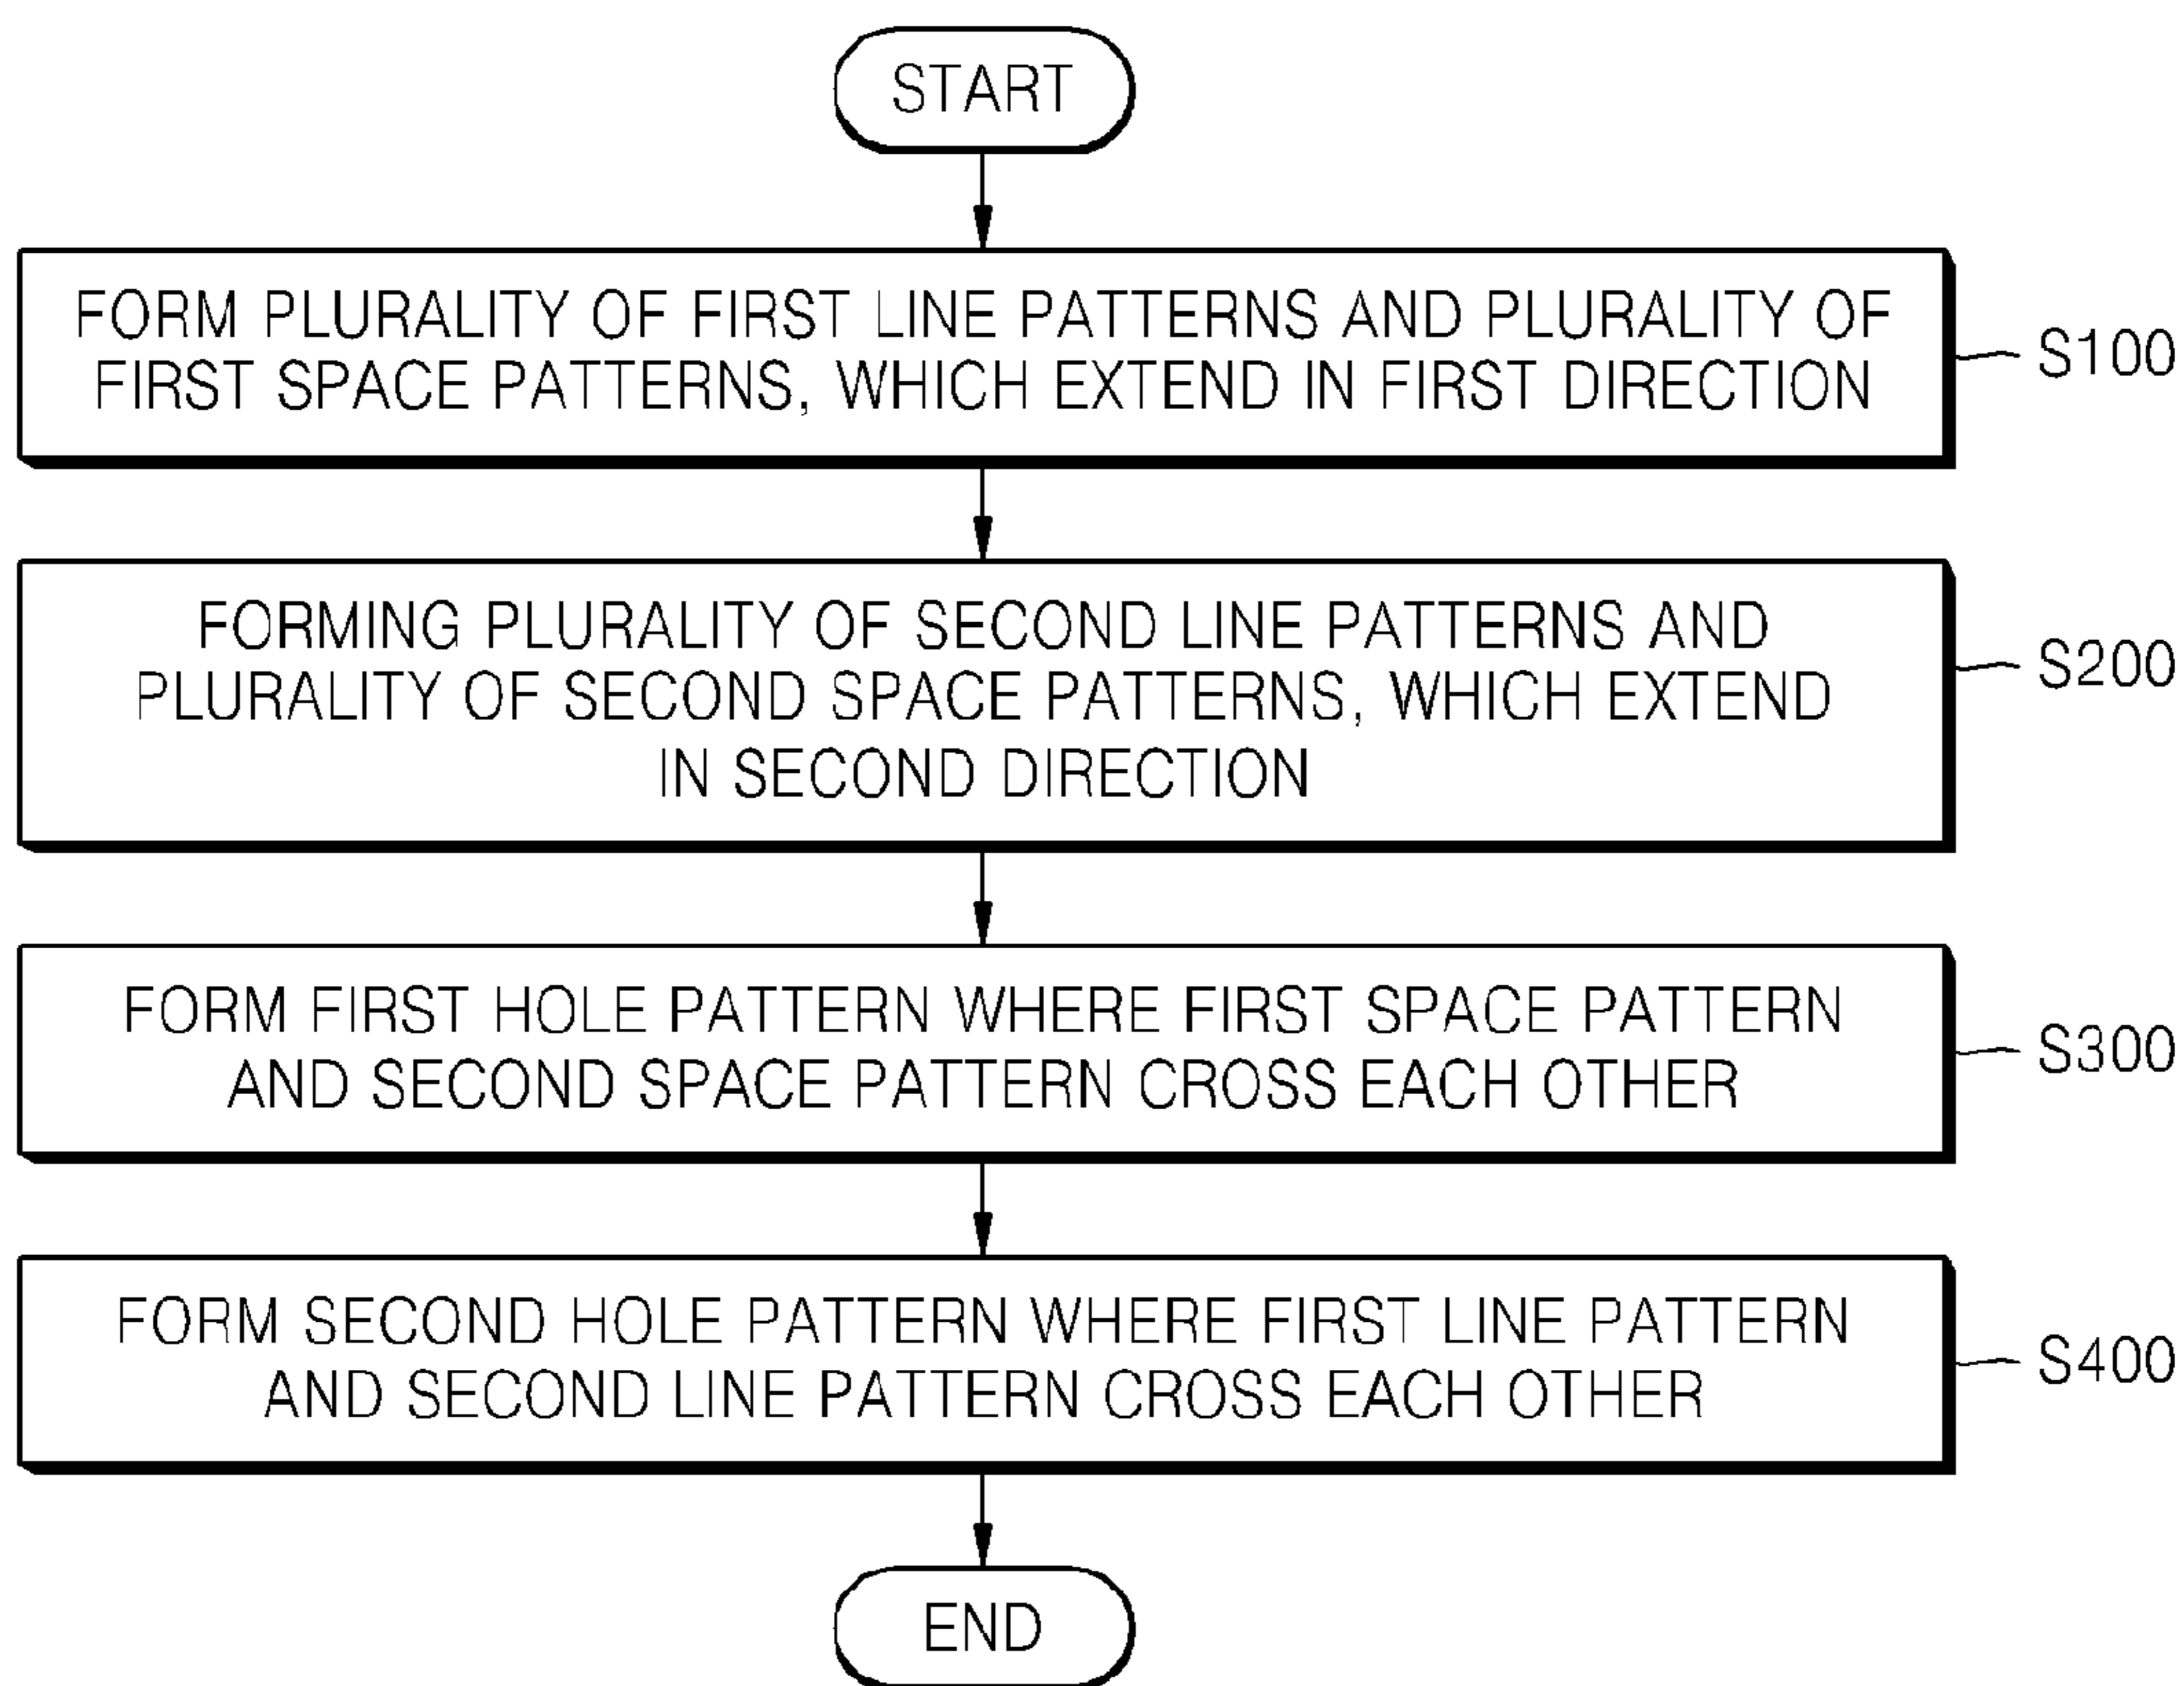 START
FORM PLURALITY OF FIRST LINE PATTERNS AND PLURALITY OF
FIRST SPACE PATTERNS, WHICH EXTEND IN FIRST DIRECTION
S100
FORMING PLURALITY OF SECOND LINE PATTERNS AND
PLURALITY OF SECOND SPACE PATTERNS, WHICH EXTEND
IN SECOND DIRECTION
S200
FORM FIRST HOLE PATTERN WHERE FIRST SPACE PATTERN
AND SECOND SPACE PATTERN CROSS EACH OTHER
S300
FORM SECOND HOLE PATTERN WHERE FIRST LINE PATTERN
AND SECOND LINE PATTERN CROSS EACH OTHER
S400
END